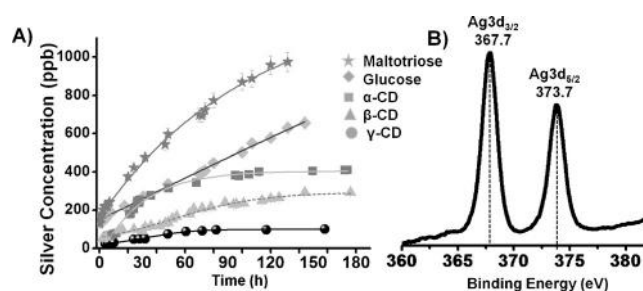 A)
Silver Concentration (ppb)
1000
800
600
400
200
0
0 30 60 90 120 150 180
Time (h)
Maltotriose
Glucose
α-CD
β-CD
γ-CD
B)
Ag3d3/2
367.7
Ag3d5/2
373.7
360 365 370 375 380
Binding Energy (eV)